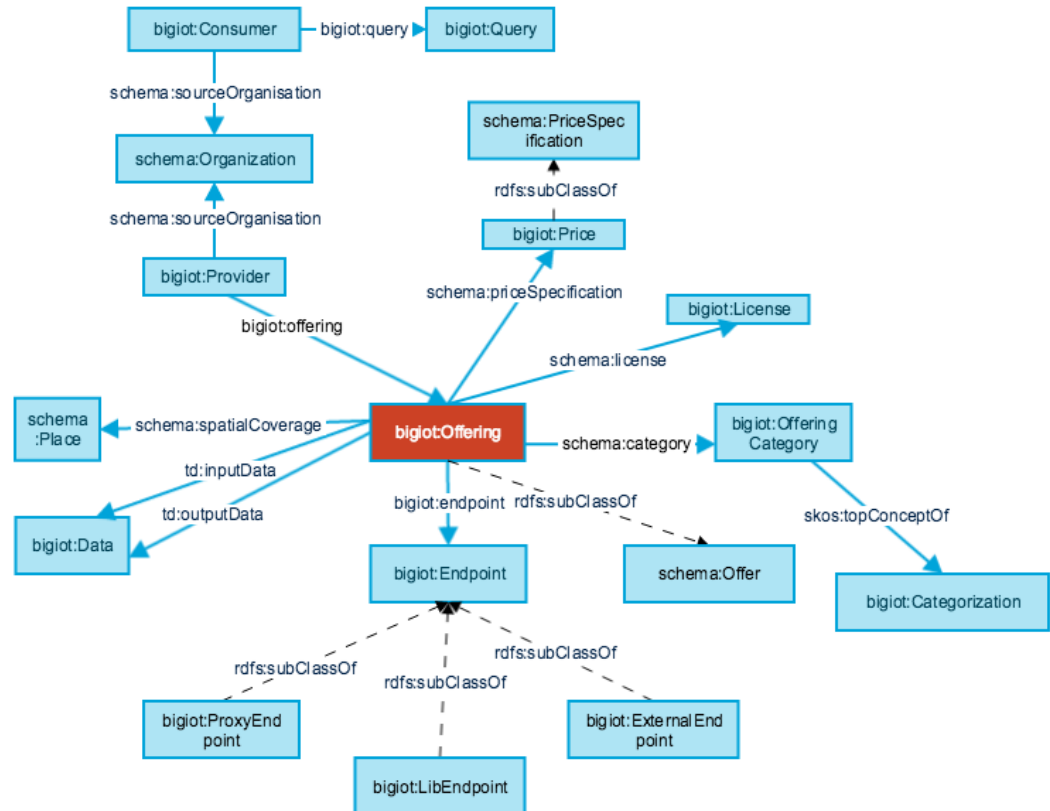 bigiot:Consumer
bigiot:query
bigiot:Query
schema:sourceOrganisation
schema:PriceSpec
ification
schema:Organization
rdfs:subClassOf
schema:sourceOrganisation
bigiot:Price
bigiot:Provider
schema:priceSpecification
bigiot:License
bigiot:offering
schema:license
schema
:Place
schema:spatialCoverage
bigiot:Offering
schema:category
bigiot:Offering
Category
td:inputData
bigiot:endpoint
rdfs:subClassOf
td:outputData
skos:topConceptOf
bigiot:Data
bigiot:Endpoint
schema:Offer
bigiot:Categorization
rdfs:subClassOf
rdfs:subClassOf
rdfs:subClassOf
bigiot:ProxyEnd
point
bigiot:ExternalEnd
point
bigiot:LibEndpoint